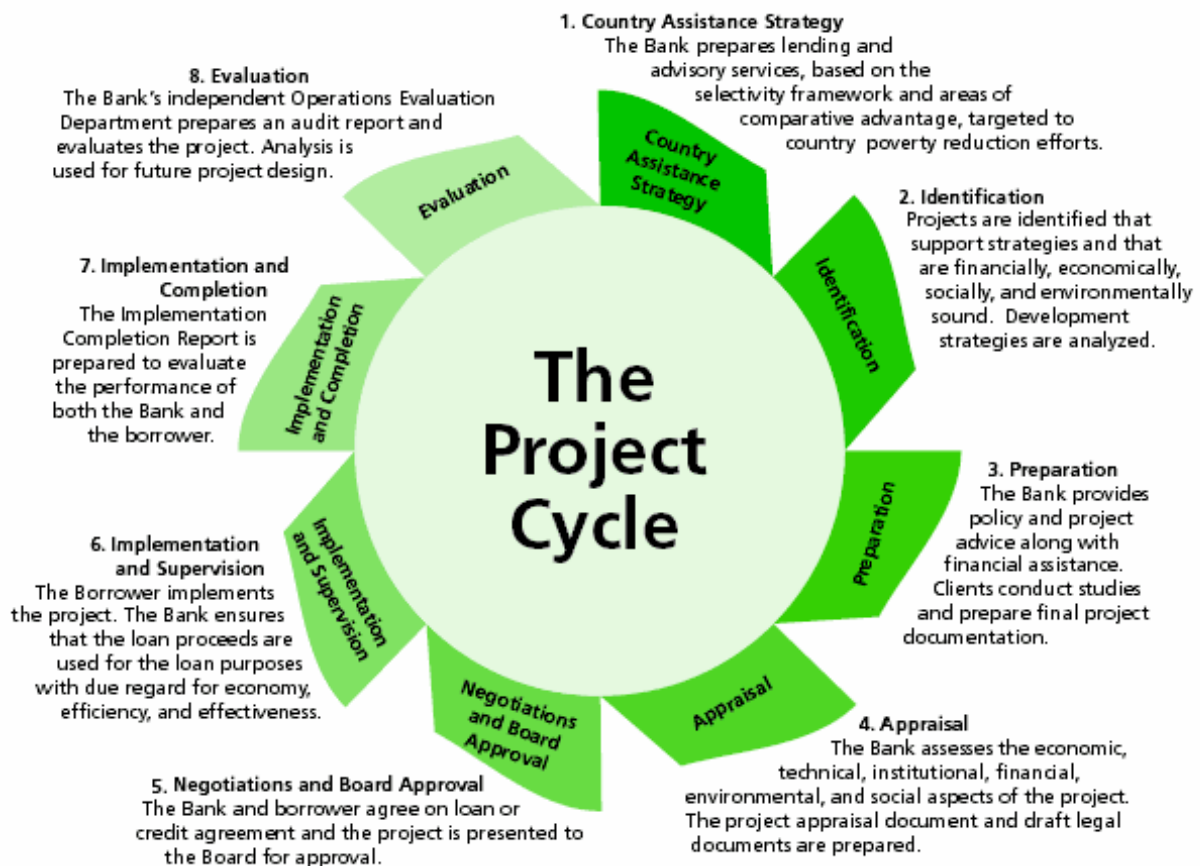 1. Country Assistance Strategy
The Bank prepares lending and
advisory services, based on the
selectivity framework and areas of
comparative advantage, targeted to
country poverty reduction efforts.
2. Identification
Projects are identified that
support strategies and that
are financially, economically,
socially, and environmentally
sound. Development
strategies are analyzed.
3. Preparation
The Bank provides
policy and project
advice along with
financial assistance.
Clients conduct studies
and prepare final project
documentation.
4. Appraisal
The Bank assesses the economic,
technical, institutional, financial,
environmental, and social aspects of the project.
The project appraisal document and draft legal
documents are prepared.
5. Negotiations and Board Approval
The Bank and borrower agree on loan or
credit agreement and the project is presented to
the Board for approval.
6. Implementation
and Supervision
The Borrower implements
the project. The Bank ensures
that the loan proceeds are
used for the loan purposes
with due regard for economy,
efficiency, and effectiveness.
7. Implementation and
Completion
The Implementation
Completion Report is
prepared to evaluate
the performance of
both the Bank and
the borrower.
8. Evaluation
The Bank's independent Operations Evaluation
Department prepares an audit report and
evaluates the project. Analysis is
used for future project design.
Country
Assistance
Strategy
Identification
Preparation
Appraisal
Negotiations
and Board
Approval
Implementation
and Supervision
Implementation
and Completion
Evaluation
The
Project
Cycle